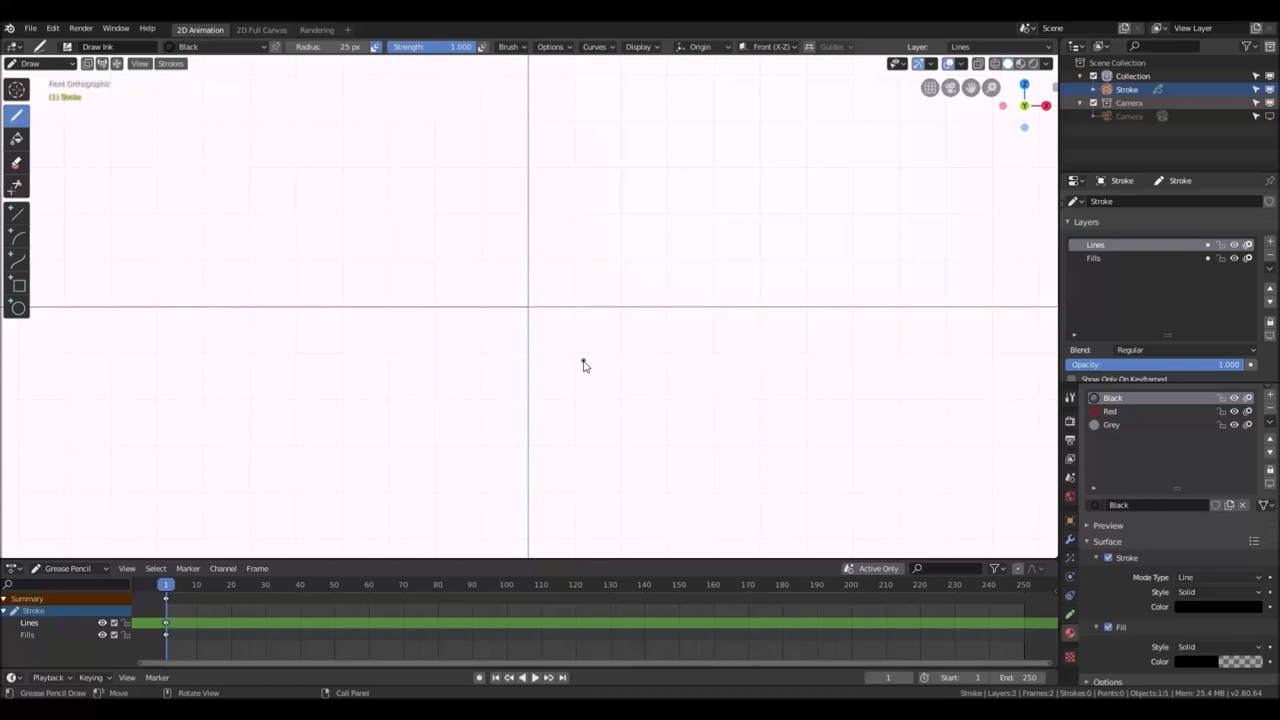 File Edit Render Window Help 2D Animation 2D Full Canvas Rendering + Scene View Layer
Draw Ink Black Radius: 25 px Strength: 1.000 Brush Options Curves Display Origin Front (X-Z) Guides Layer: Lines
Draw View Strokes
Scene Collection
Collection
Stroke
Camera
Camera
Front Orthographic
(1) Stroke
Z
Y
X
Stroke Stroke
Stroke
Layers
Lines
Fills
Blend: Regular
Opacity: 1.000
Show Only On Keyframed
Black
Red
Grey
Black
Preview
Surface
Stroke
Mode Type Line
Style Solid
Color
Fill
Style Solid
Color
Options
Grease Pencil View Select Marker Channel Frame Active Only
1 10 20 30 40 50 60 70 80 90 100 110 120 130 140 150 160 170 180 190 200 210 220 230 240 250
Summary
Stroke
Lines
Fills
Playback Keying View Marker 1 Start: 1 End: 250
Grease Pencil Draw Move Rotate View Call Panel Stroke | Layers:2 | Frames:2 | Strokes:0 | Points:0 | Objects:1/1 | Mem: 25.4 MB | v2.80.64